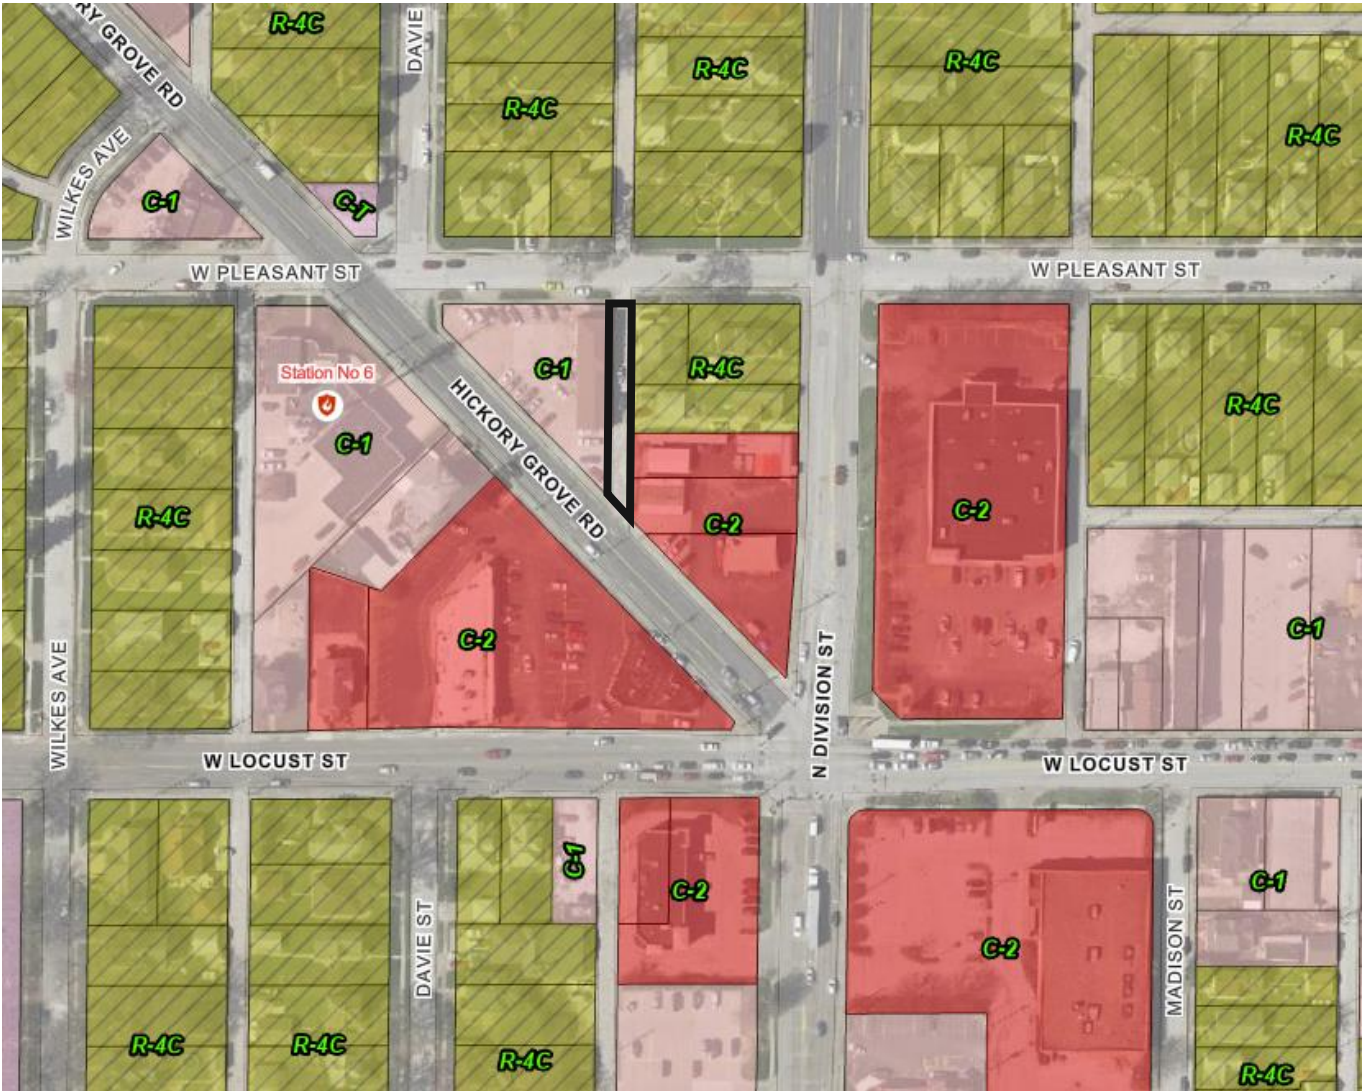 RY GROVE RD
R-4C
DAVIE
R-4C
R-4C
R-4C
R-4C
WILKES AVE
C-1
C-T
W PLEASANT ST
W PLEASANT ST
Station No 6
C-1
C-1
R-4C
R-4C
HICKORY GROVE RD
R-4C
C-2
C-2
C-2
C-1
WILKES AVE
N DIVISION ST
W LOCUST ST
W LOCUST ST
C-1
C-2
C-1
DAVIE ST
C-2
MADISON ST
R-4C
R-4C
R-4C
R-4C